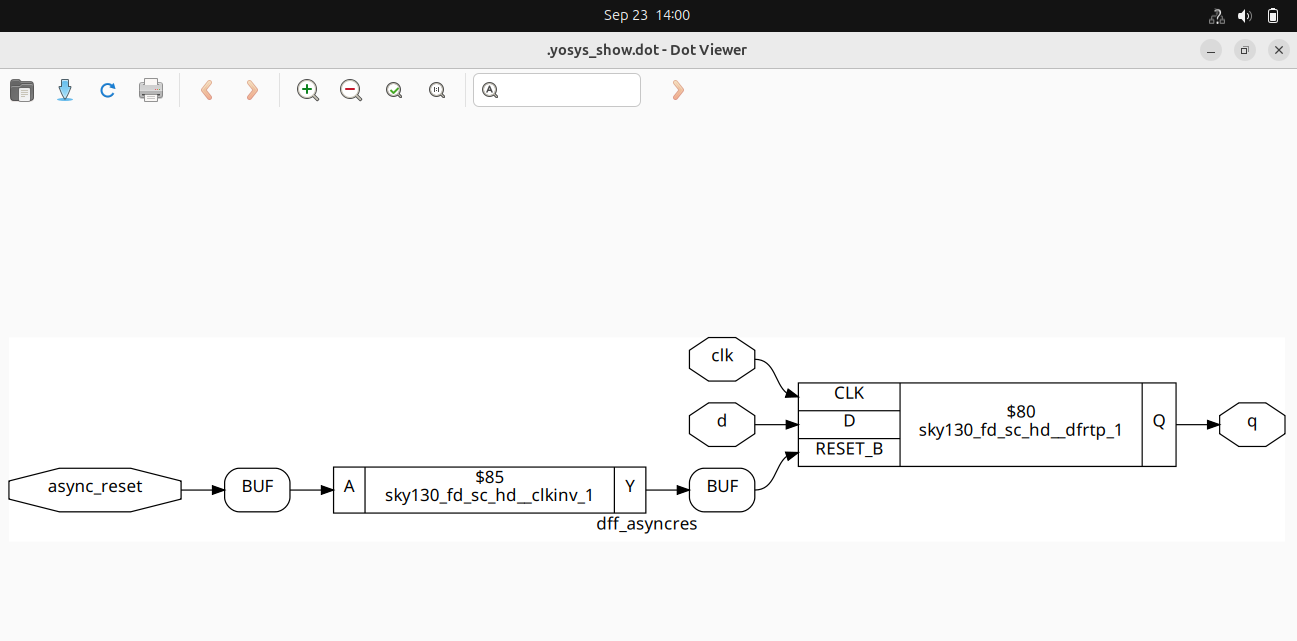 Sep 23 14:00
.yosys_show.dot - Dot Viewer
clk
CLK
d
D
$80
sky130_fd_sc_hd__dfrtp_1
Q
q
RESET_B
async_reset
BUF
A
$85
sky130_fd_sc_hd__clkinv_1
Y
BUF
dff_asyncres